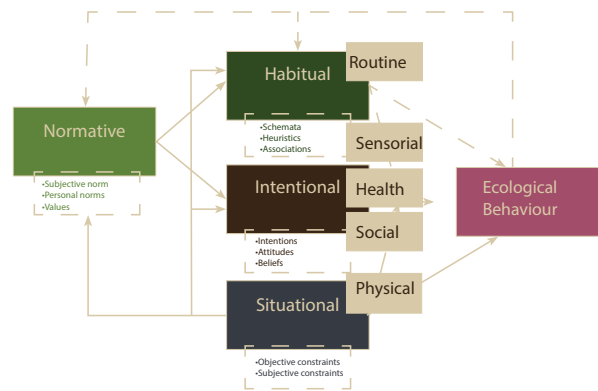 Habitual
Routine
•Schemata
•Heuristics
•Associations
Normative
•Subjective norm
•Personal norms
•Values
Sensorial
Intentional
Health
Social
•Intentions
•Attitudes
•Beliefs
Ecological
Behaviour
Situational
Physical
•Objective constraints
•Subjective constraints